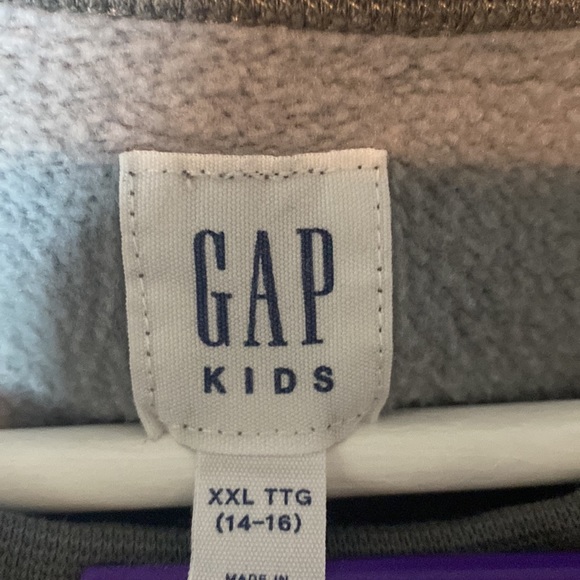 GAP
KIDS
XXL TTG
(14-16)
MADE IN